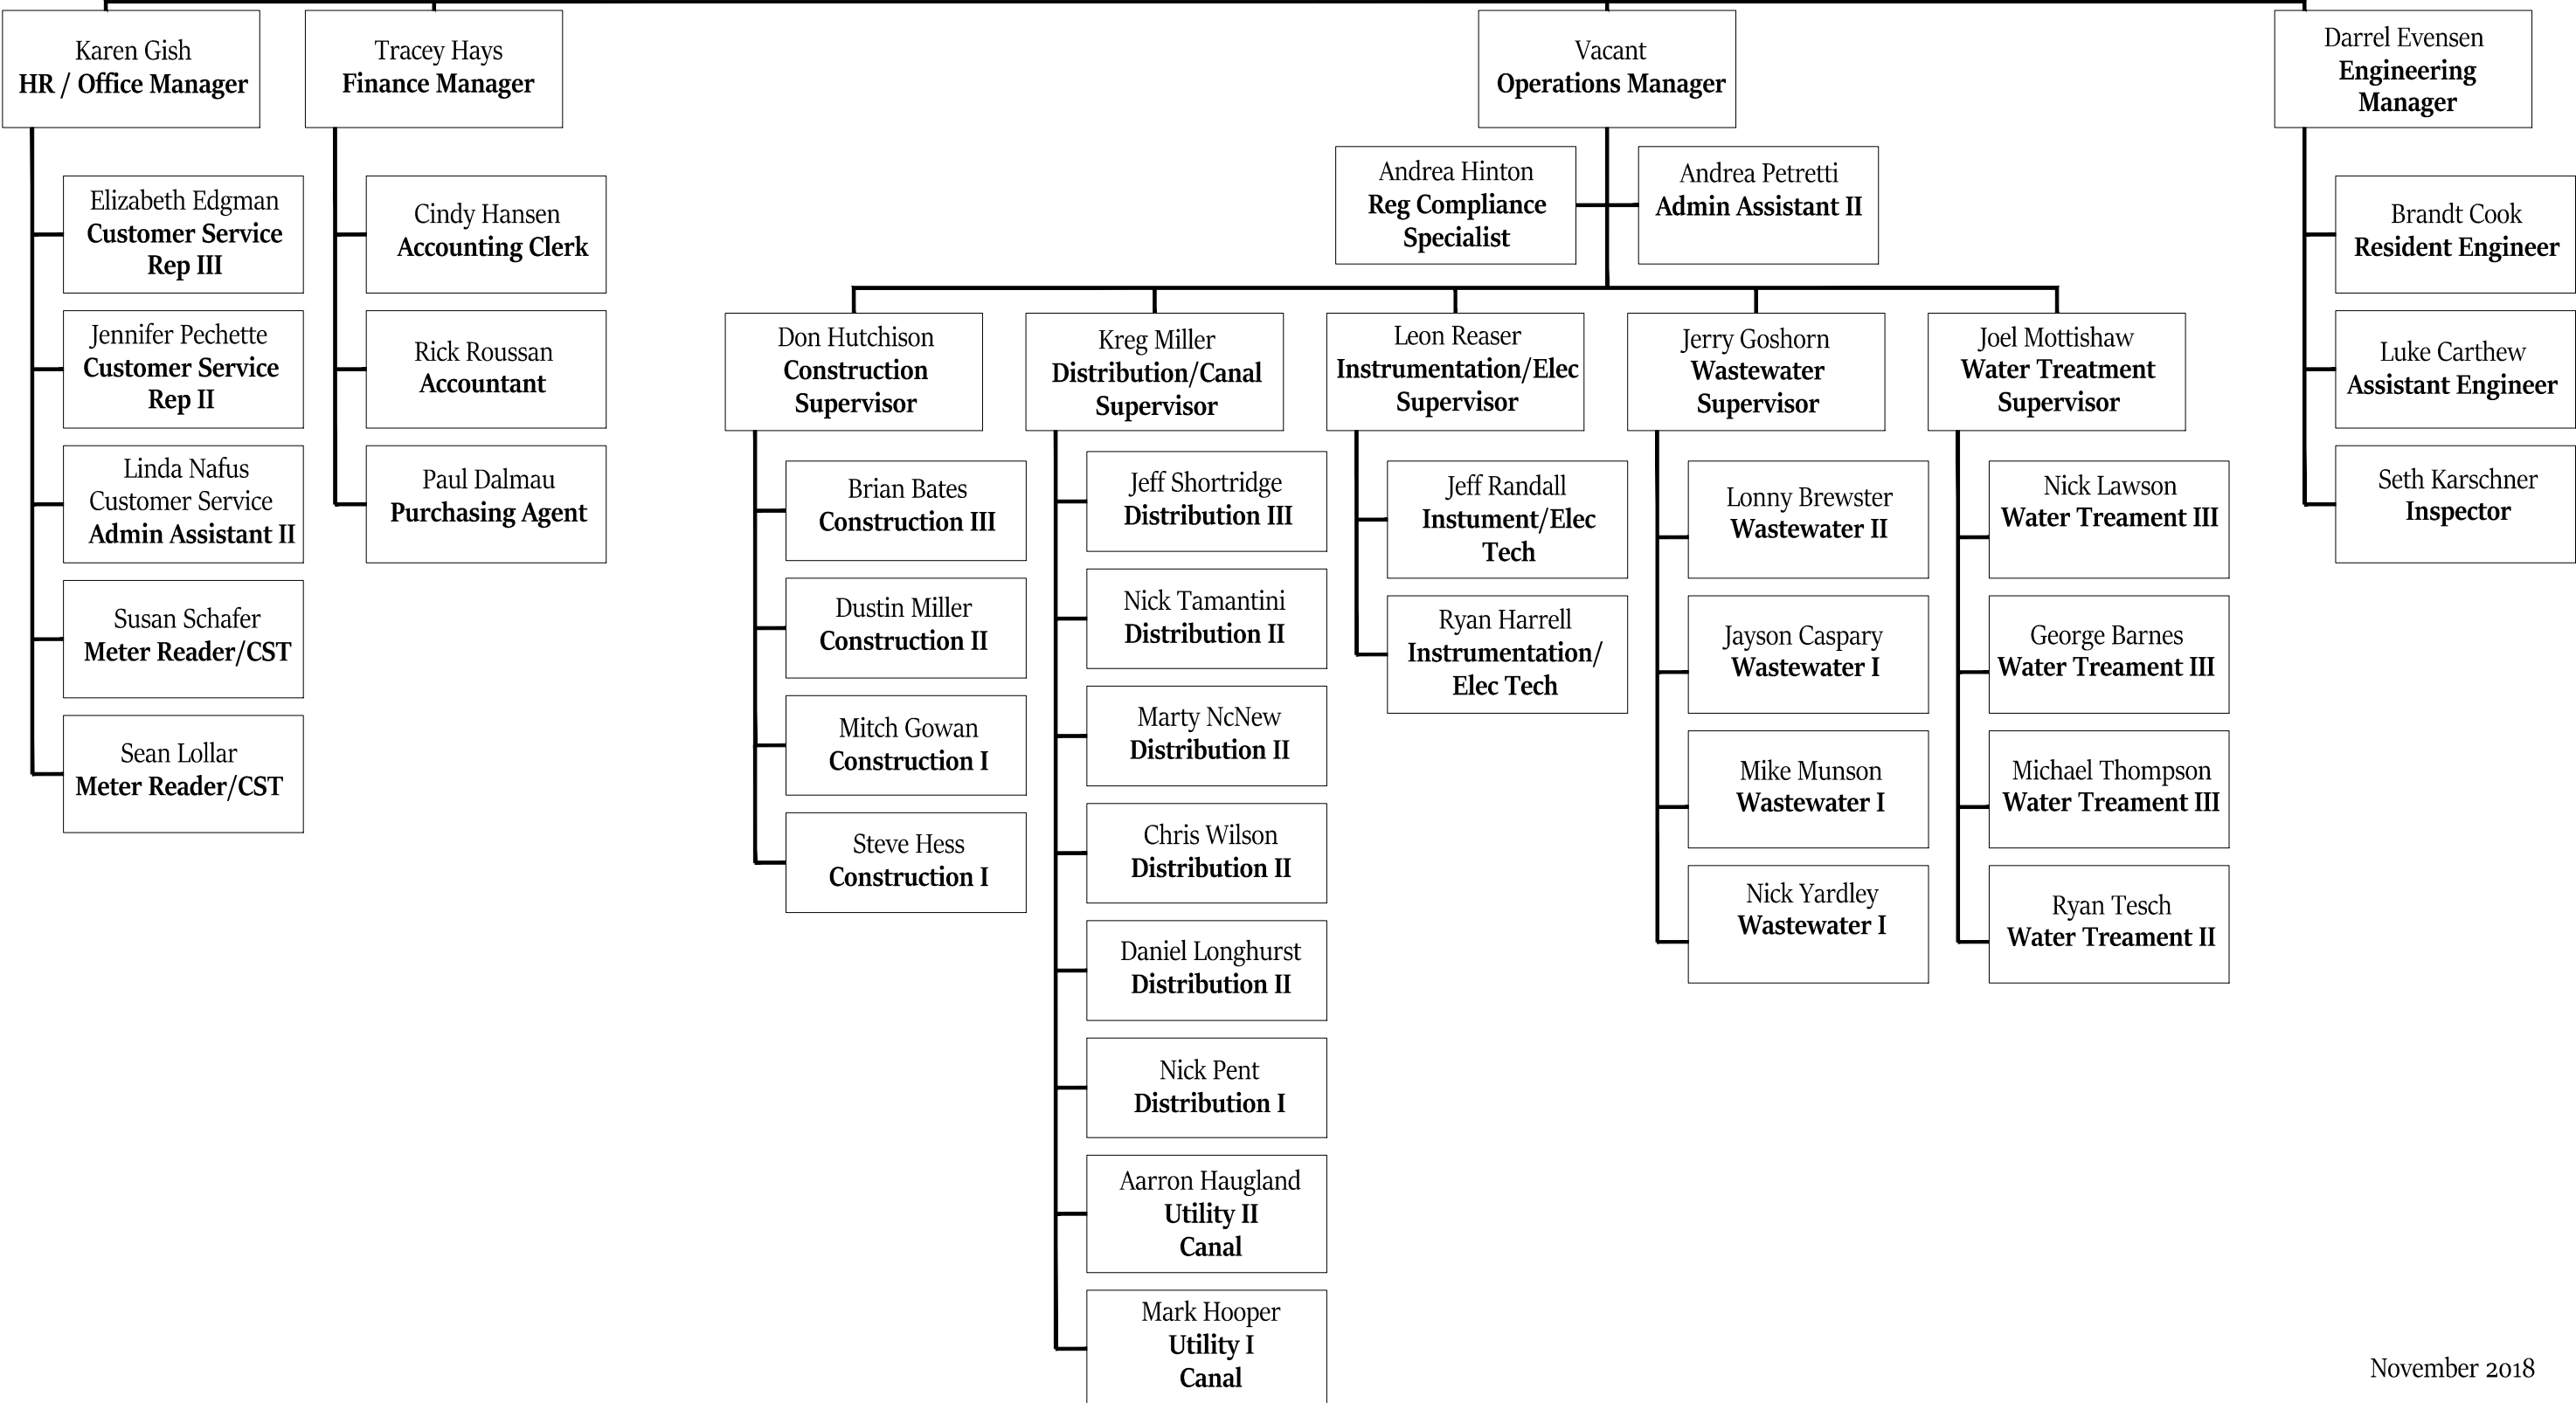 Karen Gish
HR / Office Manager
Tracey Hays
Finance Manager
Vacant
Operations Manager
Darrel Evensen
Engineering
Manager
Andrea Hinton
Reg Compliance
Specialist
Andrea Petretti
Admin Assistant II
Elizabeth Edgman
Customer Service
Rep III
Jennifer Pechette
Customer Service
Rep II
Linda Nafus
Customer Service
Admin Assistant II
Susan Schafer
Meter Reader/CST
Sean Lollar
Meter Reader/CST
Cindy Hansen
Accounting Clerk
Rick Roussan
Accountant
Paul Dalmau
Purchasing Agent
Don Hutchison
Construction
Supervisor
Brian Bates
Construction III
Dustin Miller
Construction II
Mitch Gowan
Construction I
Steve Hess
Construction I
Kreg Miller
Distribution/Canal
Supervisor
Jeff Shortridge
Distribution III
Nick Tamantini
Distribution II
Marty NcNew
Distribution II
Chris Wilson
Distribution II
Daniel Longhurst
Distribution II
Nick Pent
Distribution I
Aarron Haugland
Utility II
Canal
Mark Hooper
Utility I
Canal
Leon Reaser
Instrumentation/Elec
Supervisor
Jeff Randall
Instument/Elec
Tech
Ryan Harrell
Instrumentation/
Elec Tech
Jerry Goshorn
Wastewater
Supervisor
Lonny Brewster
Wastewater II
Jayson Caspary
Wastewater I
Mike Munson
Wastewater I
Nick Yardley
Wastewater I
Joel Mottishaw
Water Treatment
Supervisor
Nick Lawson
Water Treament III
George Barnes
Water Treament III
Michael Thompson
Water Treament III
Ryan Tesch
Water Treament II
Brandt Cook
Resident Engineer
Luke Carthew
Assistant Engineer
Seth Karschner
Inspector
November 2018